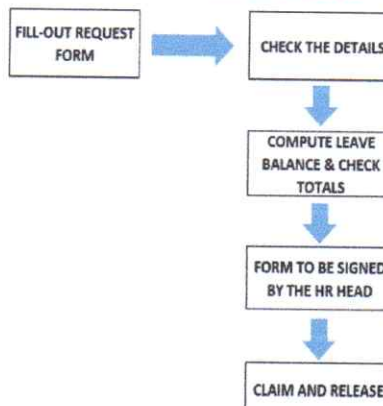 FILL-OUT REQUEST
FORM
CHECK THE DETAILS
COMPUTE LEAVE
BALANCE & CHECK
TOTALS
FORM TO BE SIGNED
BY THE HR HEAD
CLAIM AND RELEASE